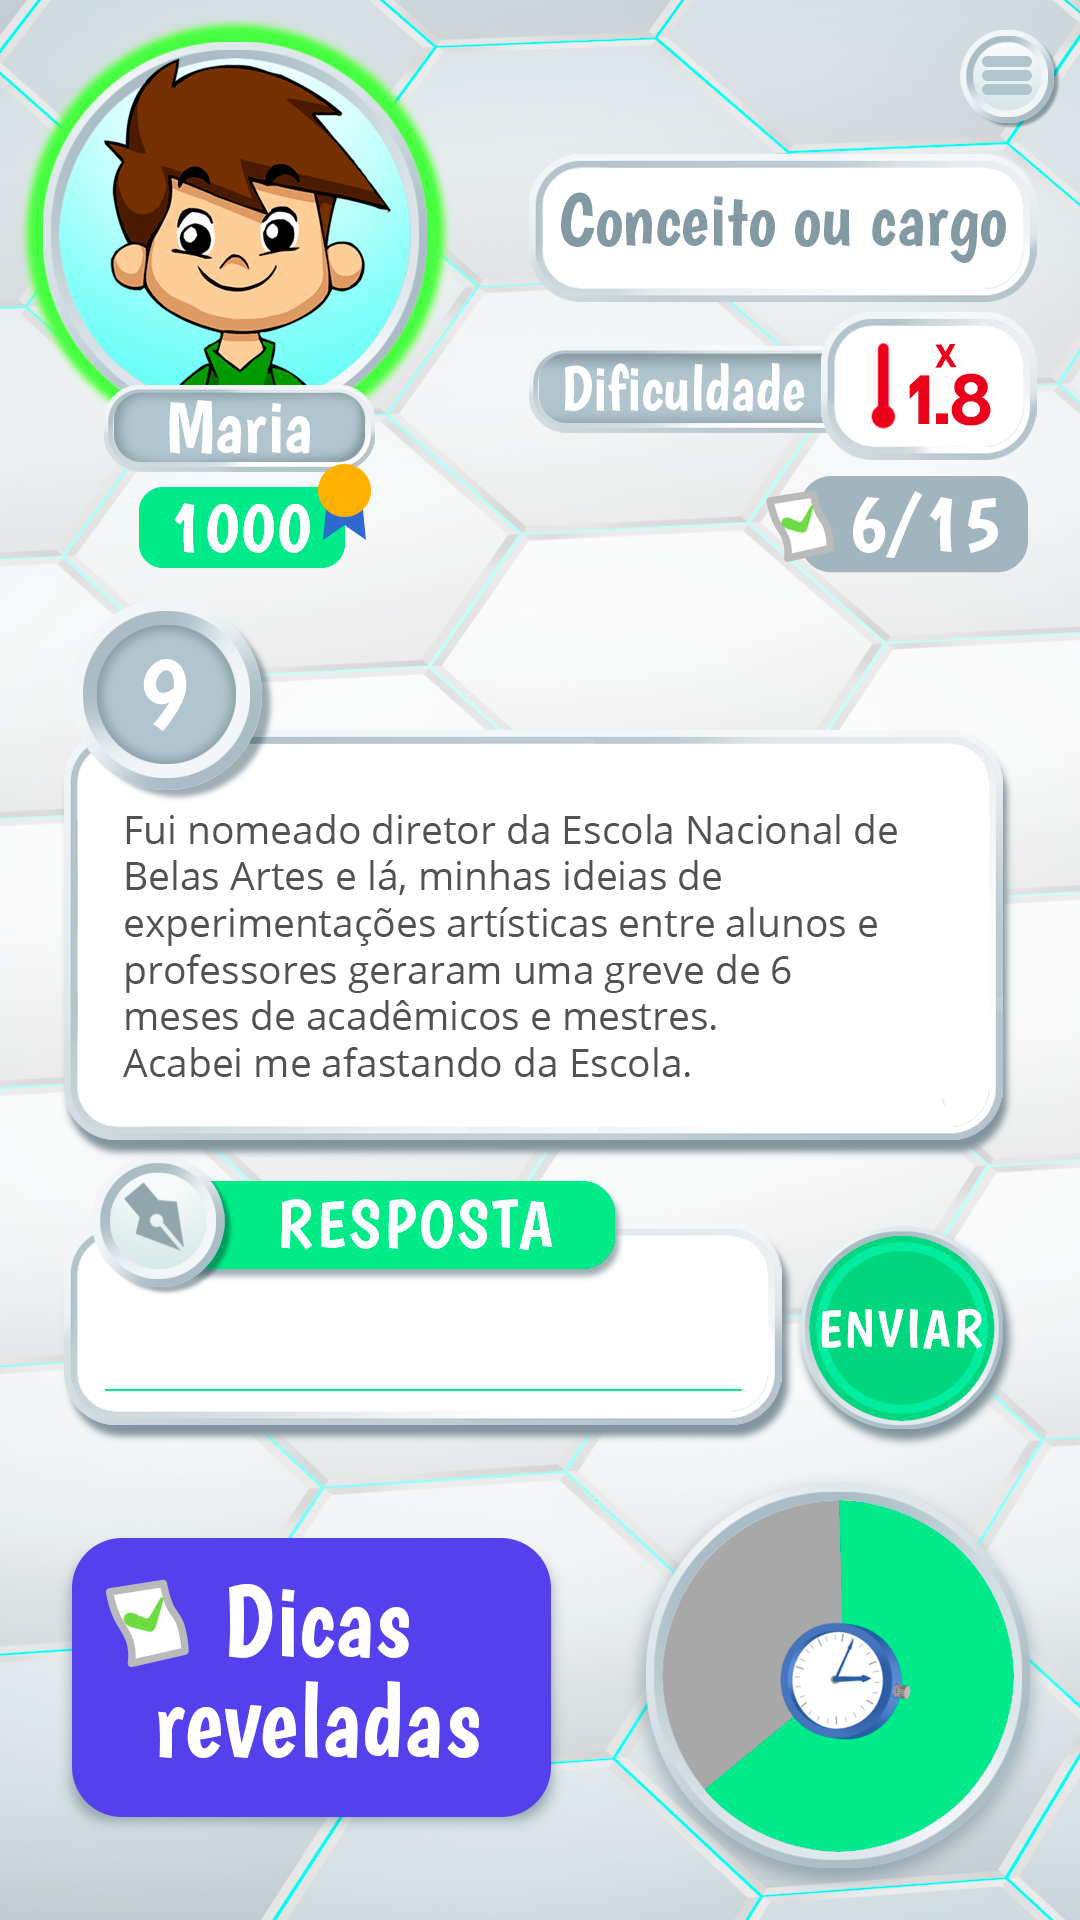 Conceito ou cargo
Dificuldade
x
1.8
Maria
1000
6/15
9
Fui nomeado diretor da Escola Nacional de
Belas Artes e lá, minhas ideias de
experimentações artísticas entre alunos e
professores geraram uma greve de 6
meses de acadêmicos e mestres.
Acabei me afastando da Escola.
RESPOSTA
ENVIAR
Dicas
reveladas